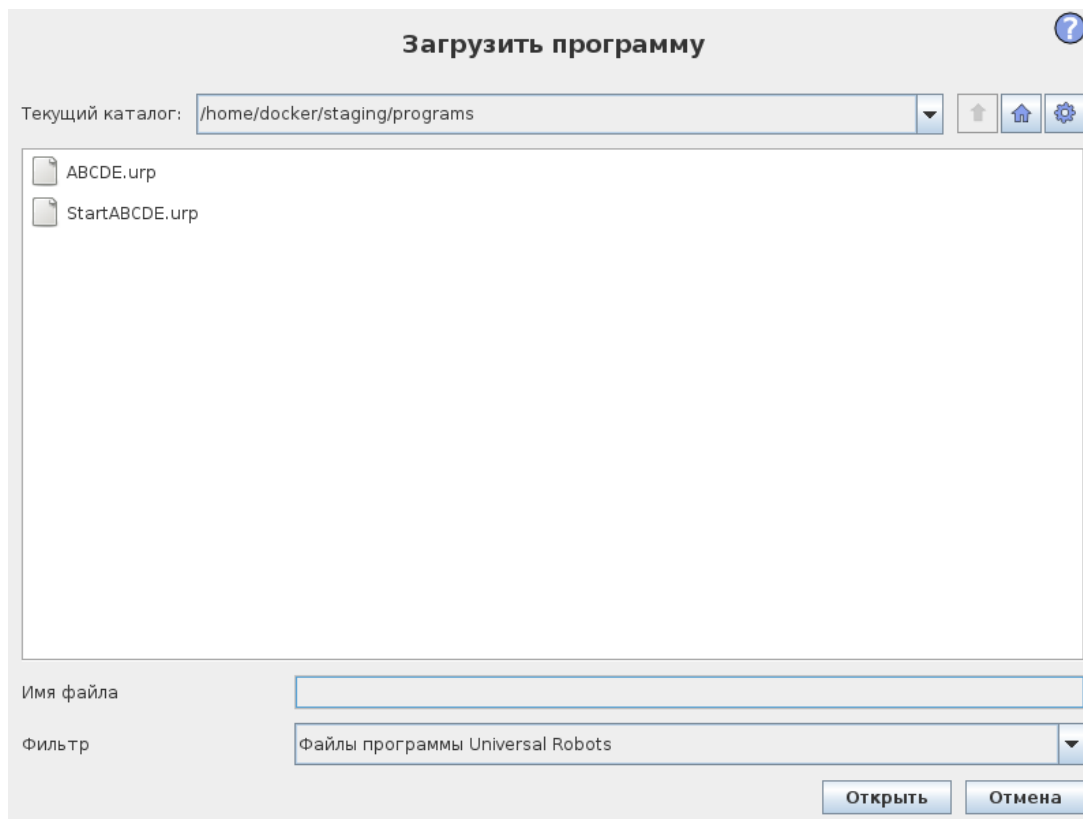 Загрузить программу
?
Текущий каталог: /home/docker/staging/programs
ABCDE.urp
StartABCDE.urp
Имя файла
Фильтр Файлы программы Universal Robots
Открыть Отмена